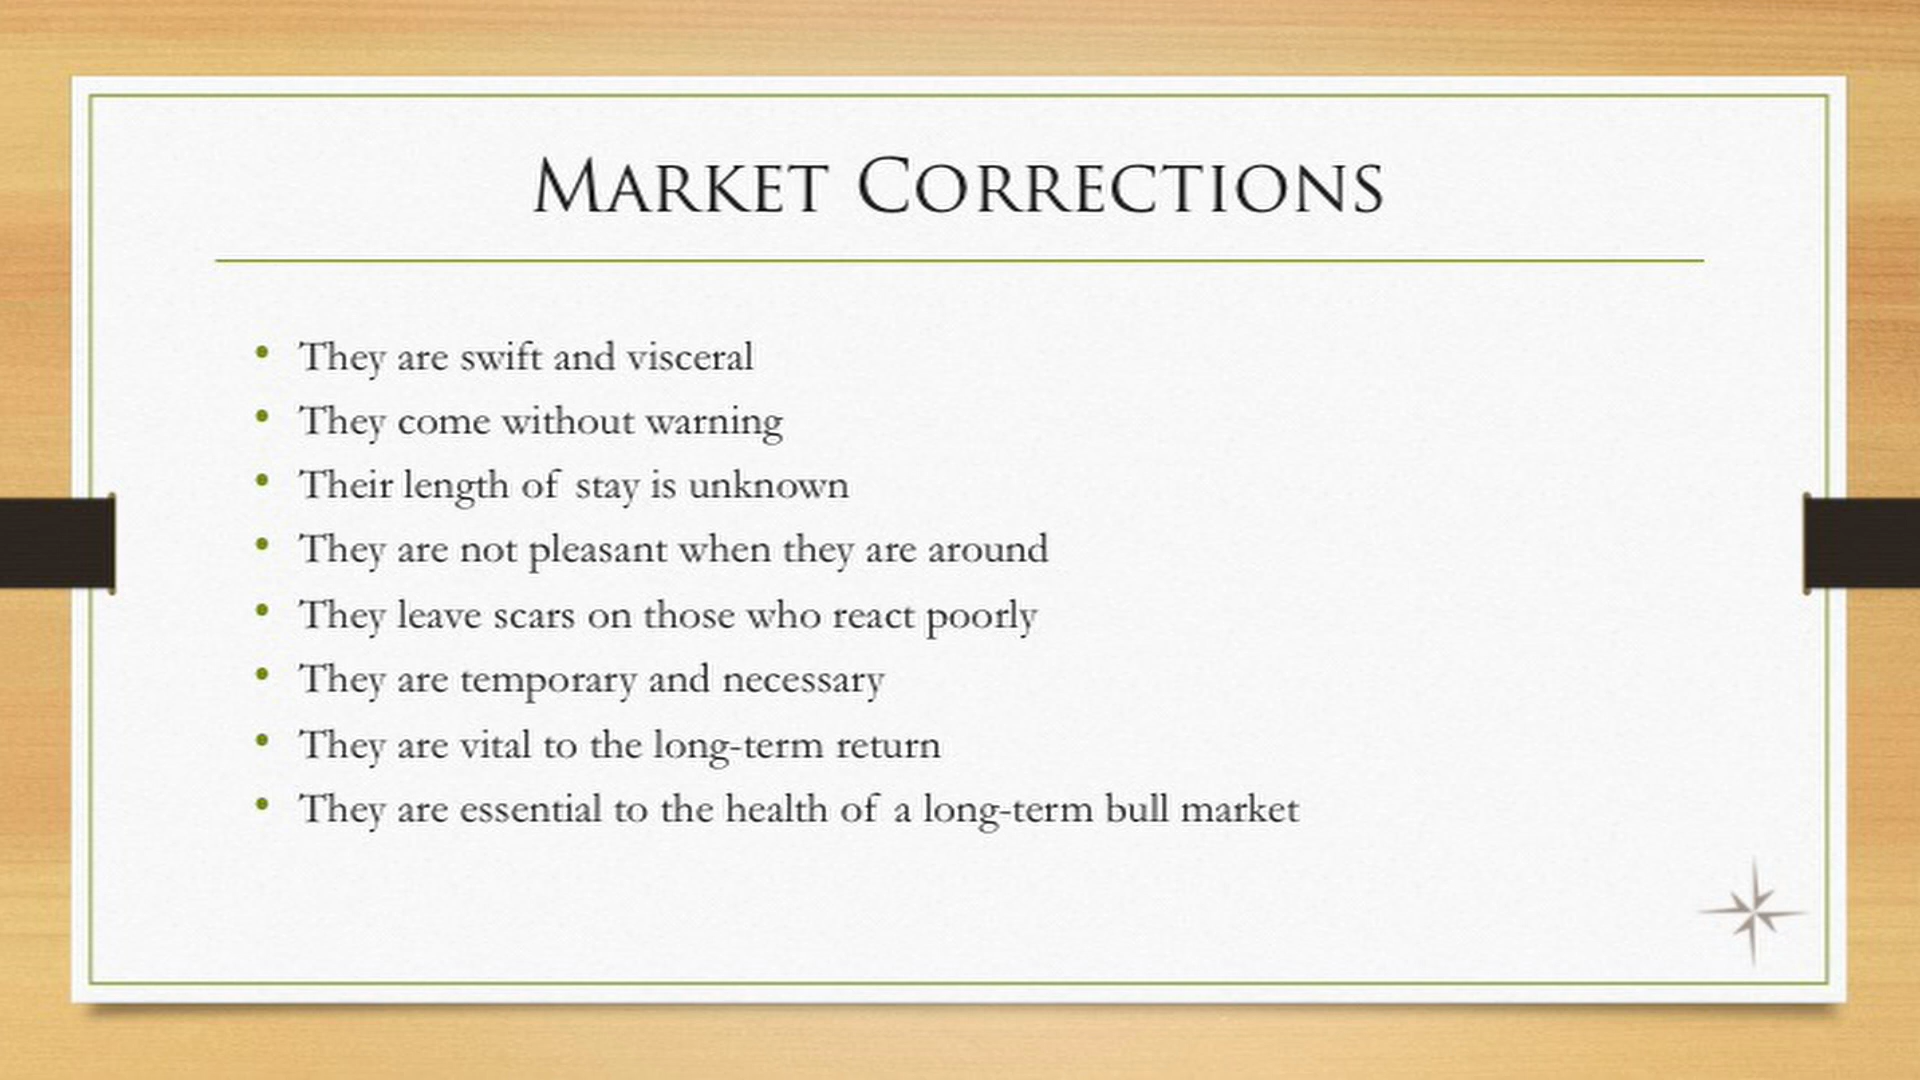 Market Corrections
• They are swift and visceral
• They come without warning
• Their length of stay is unknown
• They are not pleasant when they are around
• They leave scars on those who react poorly
• They are temporary and necessary
• They are vital to the long-term return
• They are essential to the health of a long-term bull market